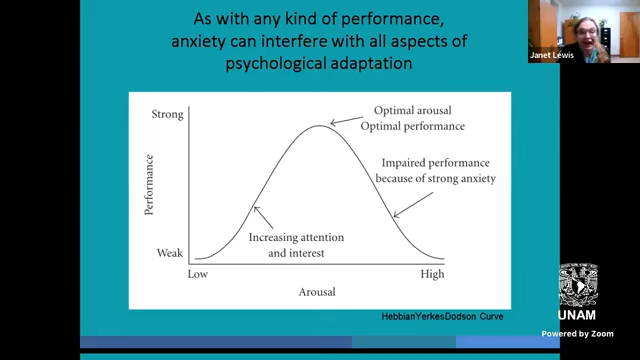 As with any kind of performance,
anxiety can interfere with all aspects of
psychological adaptation
Janet Lewis
Strong
Optimal arousal
Optimal performance
Impaired performance
because of strong anxiety
Performance
Increasing attention
and interest
Weak
Low
High
Arousal
HebbianYerkesDodson Curve
UNAM
Powered by Zoom